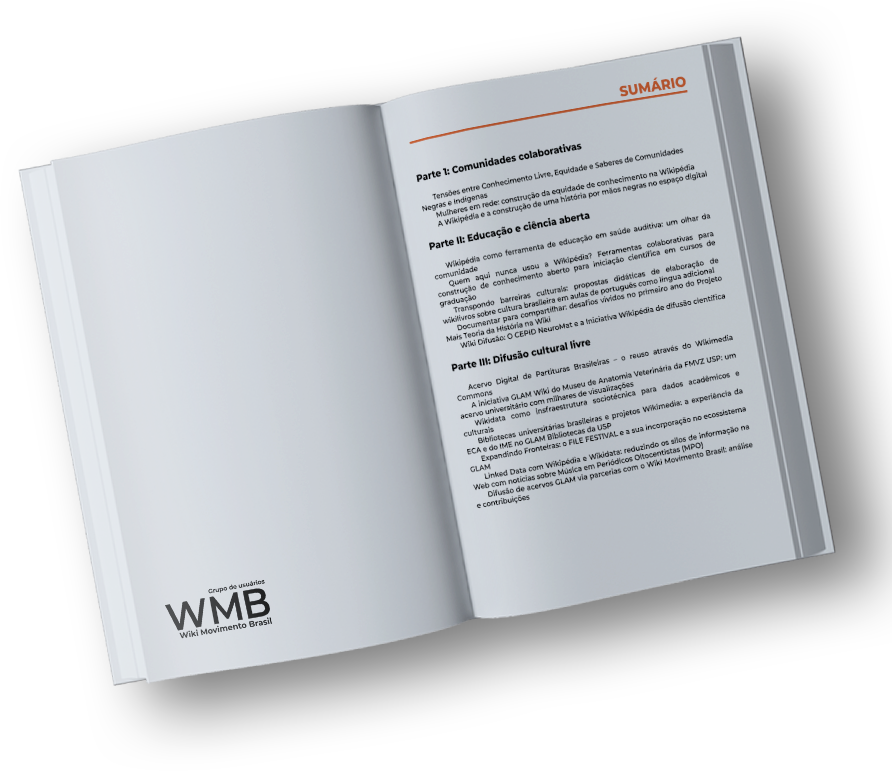 Grupo de usuários
WMB
Wiki Movimento Brasil
SUMÁRIO
Parte I: Comunidades colaborativas
Tensões entre Conhecimento Livre, Equidade e Saberes de Comunidades
Negras e Indígenas
Mulheres em rede: construção da equidade de conhecimento na Wikipédia
A Wikipédia e a construção de uma história por mãos negras no espaço digital
Parte II: Educação e ciência aberta
Wikipédia como ferramenta de educação em saúde auditiva: um olhar da
comunidade
Quem aqui nunca usou a Wikipédia? Ferramentas colaborativas para
construção de conhecimento aberto para iniciação científica em cursos de
graduação
Transpondo barreiras culturais: propostas didáticas de elaboração de
wikilivros sobre cultura brasileira em aulas de português como língua adicional
Documentar para compartilhar: desafios vividos no primeiro ano do Projeto
Mais Teoria da História na Wiki
Wiki Difusão: O CEPID NeuroMat e a Iniciativa Wikipédia de difusão científica
Parte III: Difusão cultural livre
Acervo Digital de Partituras Brasileiras – o reuso através do Wikimedia
Commons
A iniciativa GLAM Wiki do Museu de Anatomia Veterinária da FMVZ USP: um
acervo universitário com milhares de visualizações
Wikidata como insfraestrutura sociotécnica para dados acadêmicos e
culturais
Bibliotecas universitárias brasileiras e projetos Wikimedia: a experiência da
ECA e do IME no GLAM Bibliotecas da USP
Expandindo Fronteiras: o FILE FESTIVAL e a sua incorporação no ecossistema
GLAM
Linked Data com Wikipédia e Wikidata: reduzindo os silos de informação na
Web com notícias sobre Música em Periódicos Oitocentistas (MPO)
Difusão de acervos GLAM via parcerias com o Wiki Movimento Brasil: análise
e contribuições